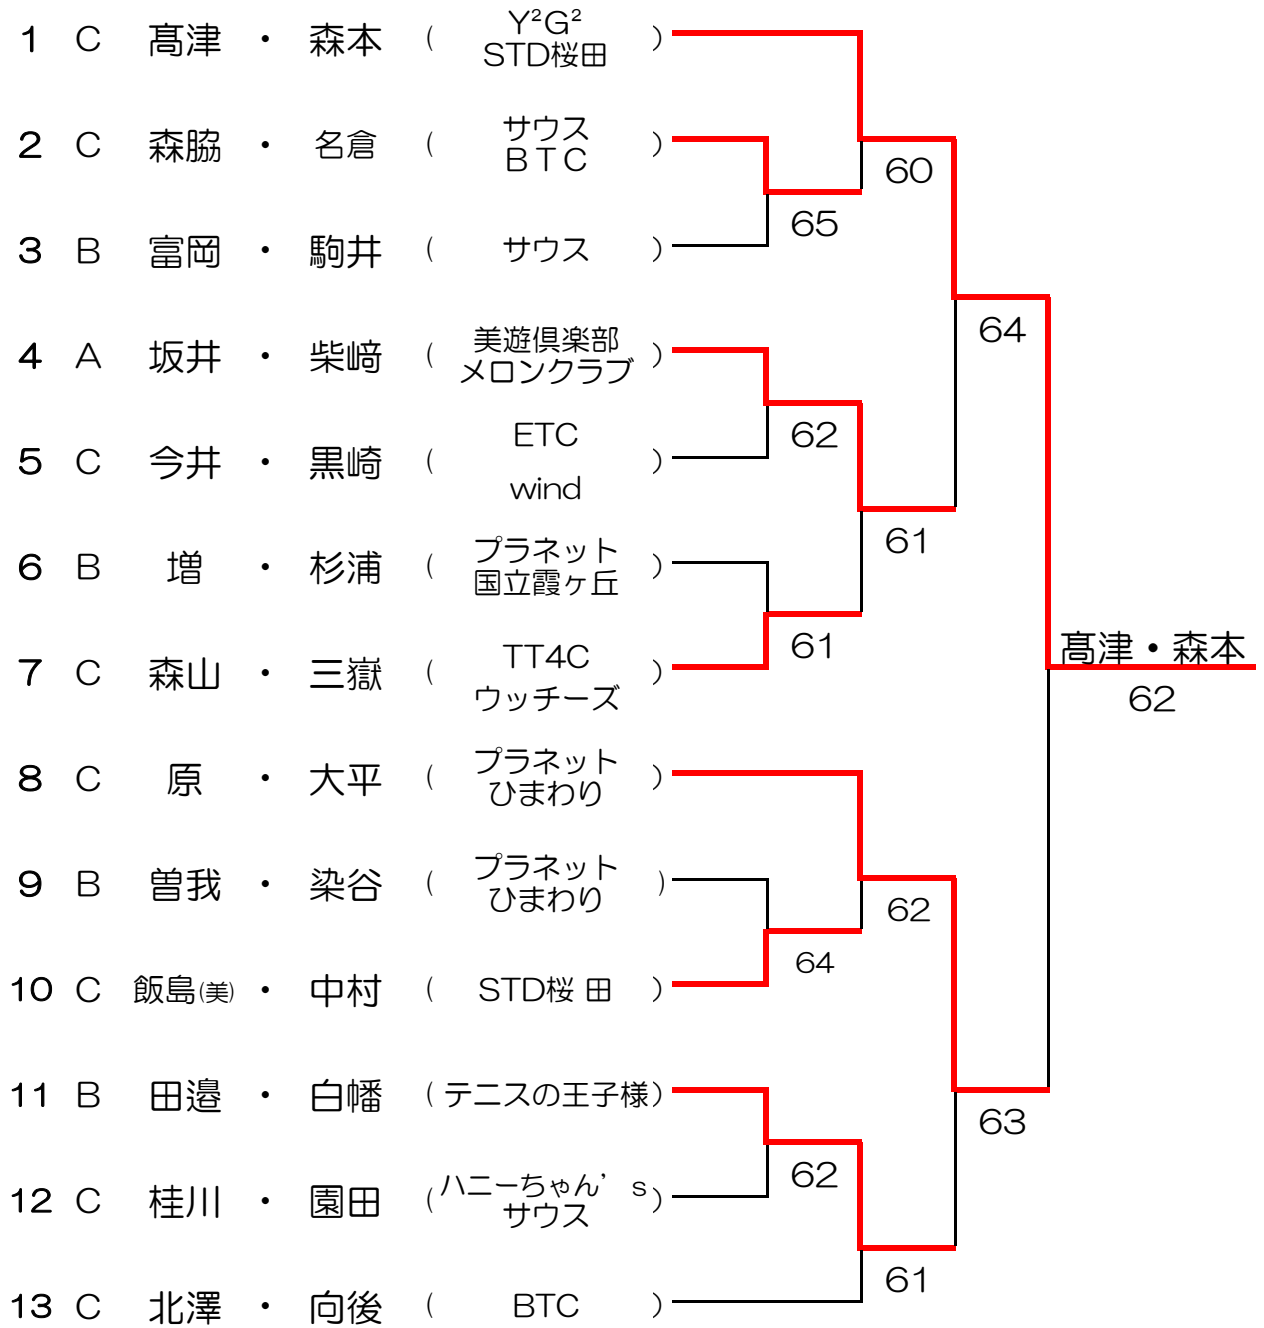 1 C 髙津 ・ 森本 ( Y²G² STD桜田 )
2 C 森脇 ・ 名倉 ( サウス ＢＴＣ )
3 B 富岡 ・ 駒井 ( サウス )
4 A 坂井 ・ 柴﨑 ( 美遊倶楽部 メロンクラブ )
5 C 今井 ・ 黒崎 ( ETC wind )
6 B 増 ・ 杉浦 ( プラネット 国立霞ヶ丘 )
7 C 森山 ・ 三嶽 ( TT4C ウッチーズ )
8 C 原 ・ 大平 ( プラネット ひまわり )
9 B 曽我 ・ 染谷 ( プラネット ひまわり )
10 C 飯島(美) ・ 中村 ( STD桜 田 )
11 B 田邉 ・ 白幡 ( テニスの王子様 )
12 C 桂川 ・ 園田 ( ハニーちゃん’ｓ サウス )
13 C 北澤 ・ 向後 ( BTC )
65
62
61
64
62
60
61
62
61
64
63
髙津・森本
62